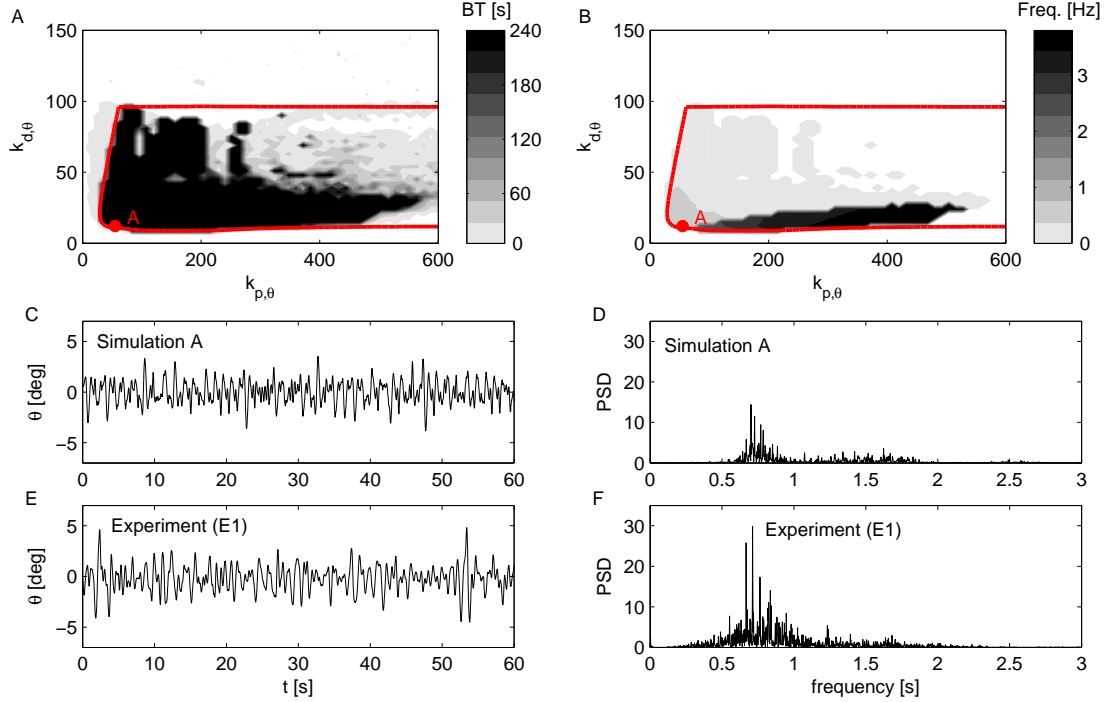 A
BT [s]
B
Freq. [Hz]
150
100
50
0
k_{d,θ}
A
0 200 400 600
k_{p,θ}
240
180
120
60
0
150
100
50
0
k_{d,θ}
A
0 200 400 600
k_{p,θ}
3
2
1
0
C
Simulation A
5
0
−5
θ [deg]
0 10 20 30 40 50 60
D
Simulation A
30
20
10
0
PSD
0 0.5 1 1.5 2 2.5 3
E
Experiment (E1)
5
0
−5
θ [deg]
0 10 20 30 40 50 60
t [s]
F
Experiment (E1)
30
20
10
0
PSD
0 0.5 1 1.5 2 2.5 3
frequency [s]